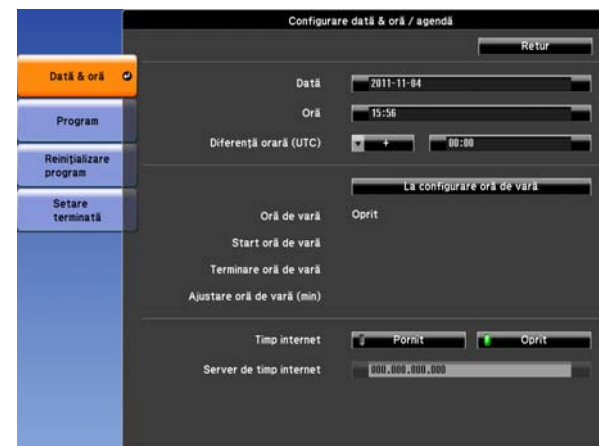 Configurare dată & oră / agendă
Retur
Dată & oră
Program
Reinițializare
program
Setare
terminată
Dată
2011-11-04
Oră
15:56
Diferență orară (UTC)
+
00:00
La configurare oră de vară
Oră de vară
Oprit
Start oră de vară
Terminare oră de vară
Ajustare oră de vară (min)
Timp internet
Pornit
Oprit
Server de timp internet
000.000.000.000